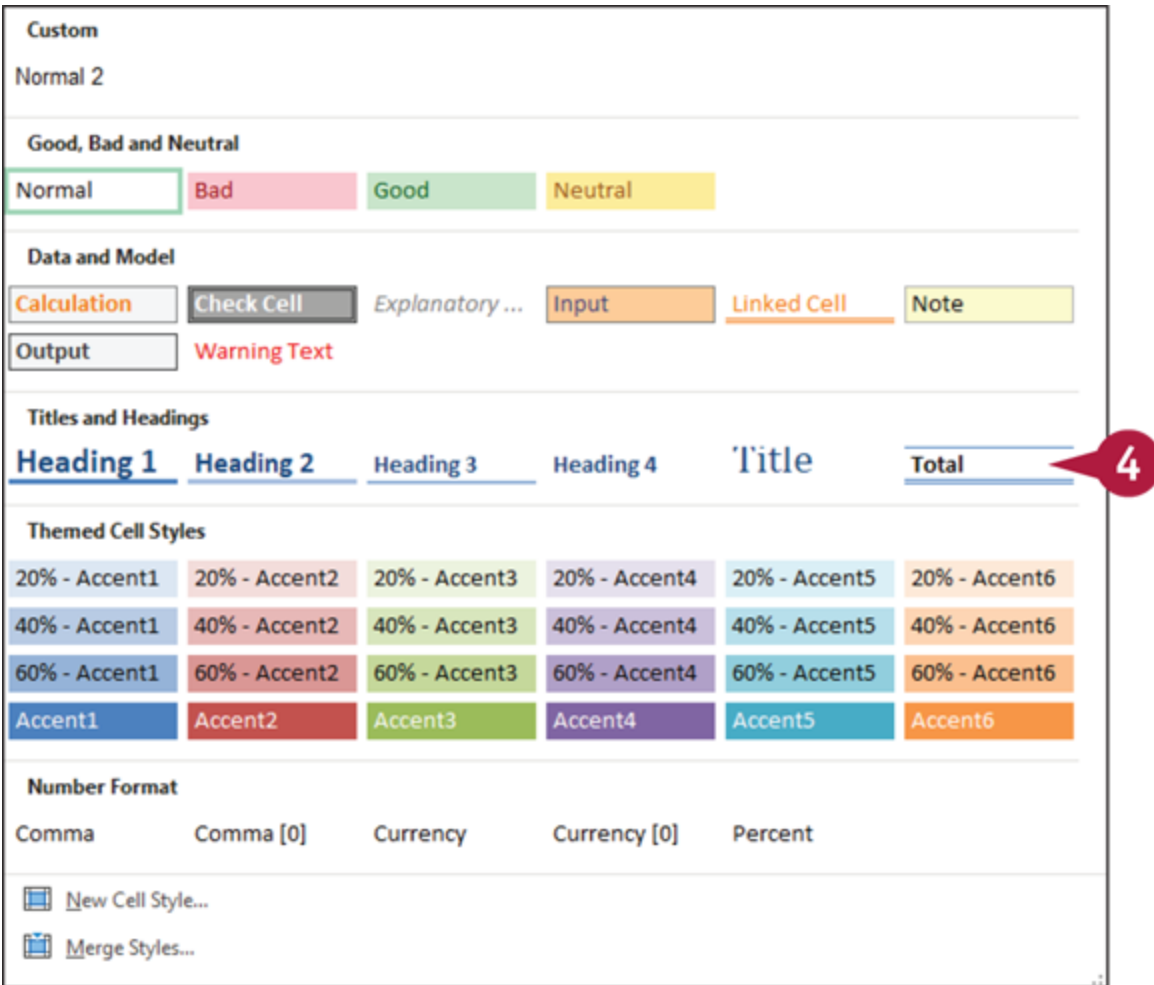 Custom
Normal 2
Good, Bad and Neutral
Normal Bad Good Neutral
Data and Model
Calculation Check Cell Explanatory ... Input Linked Cell Note
Output Warning Text
Titles and Headings
Heading 1 Heading 2 Heading 3 Heading 4 Title Total 4
Themed Cell Styles
20% - Accent1 20% - Accent2 20% - Accent3 20% - Accent4 20% - Accent5 20% - Accent6
40% - Accent1 40% - Accent2 40% - Accent3 40% - Accent4 40% - Accent5 40% - Accent6
60% - Accent1 60% - Accent2 60% - Accent3 60% - Accent4 60% - Accent5 60% - Accent6
Accent1 Accent2 Accent3 Accent4 Accent5 Accent6
Number Format
Comma Comma [0] Currency Currency [0] Percent
New Cell Style...
Merge Styles...